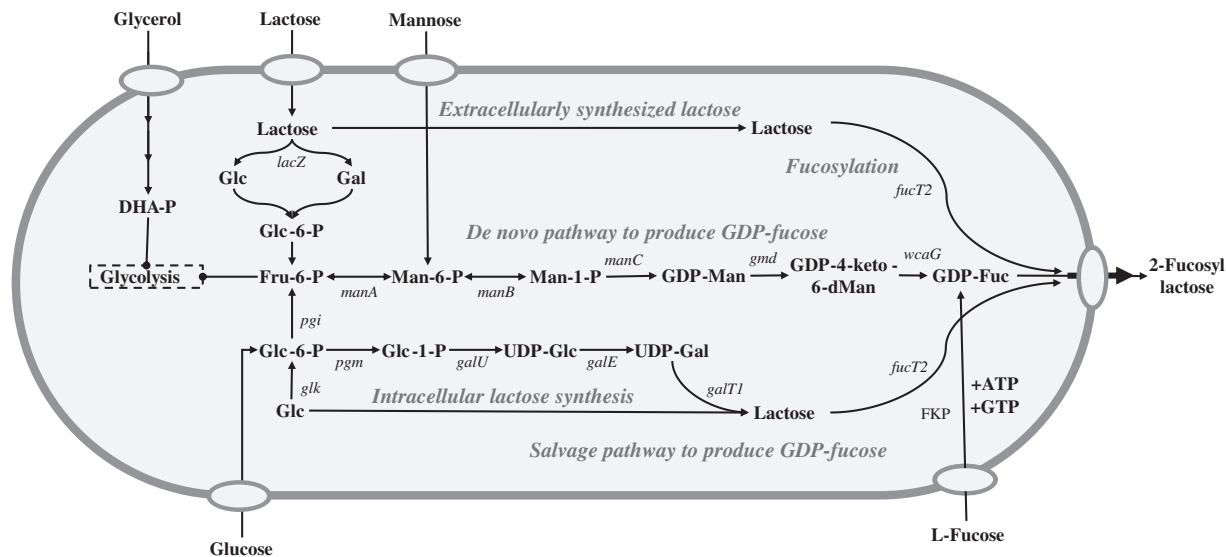 Glycerol
Lactose
Mannose
Extracellularly synthesized lactose
Lactose
Lactose
lacZ
Fucosylation
Glc
Gal
fucT2
DHA-P
Glc-6-P
De novo pathway to produce GDP-fucose
Glycolysis
Fru-6-P
manA
Man-6-P
manB
Man-1-P
manC
GDP-Man
gmd
GDP-4-keto -
6-dMan
wcaG
GDP-Fuc
2-Fucosyl
lactose
pgi
Glc-6-P
pgm
Glc-1-P
galU
UDP-Glc
galE
UDP-Gal
fucT2
glk
galT1
+ATP
+GTP
Glc
Intracellular lactose synthesis
Lactose
FKP
Salvage pathway to produce GDP-fucose
Glucose
L-Fucose